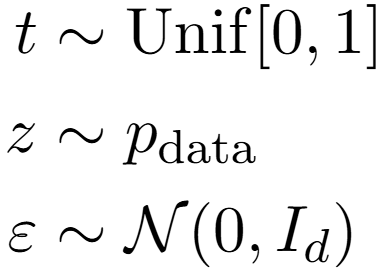 t ∼ Unif[0, 1]
z ∼ p_data
ε ∼ 𝒩(0, I_d)